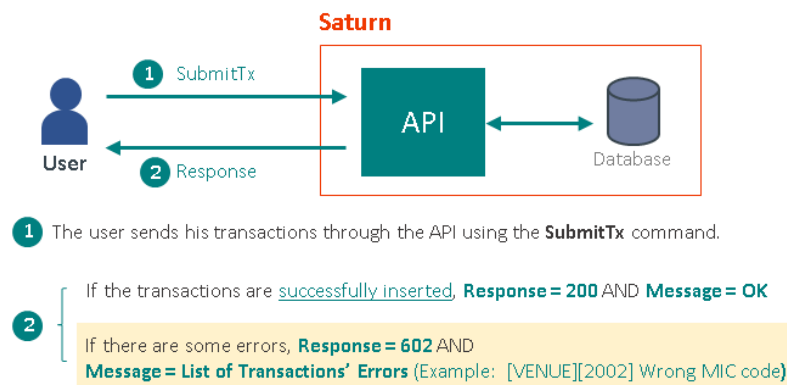 Saturn
1 SubmitTx
API
User
Database
2 Response
1 The user sends his transactions through the API using the SubmitTx command.
2
If the transactions are successfully inserted, Response = 200 AND Message = OK
If there are some errors, Response = 602 AND
Message = List of Transactions' Errors (Example: [VENUE][2002] Wrong MIC code)